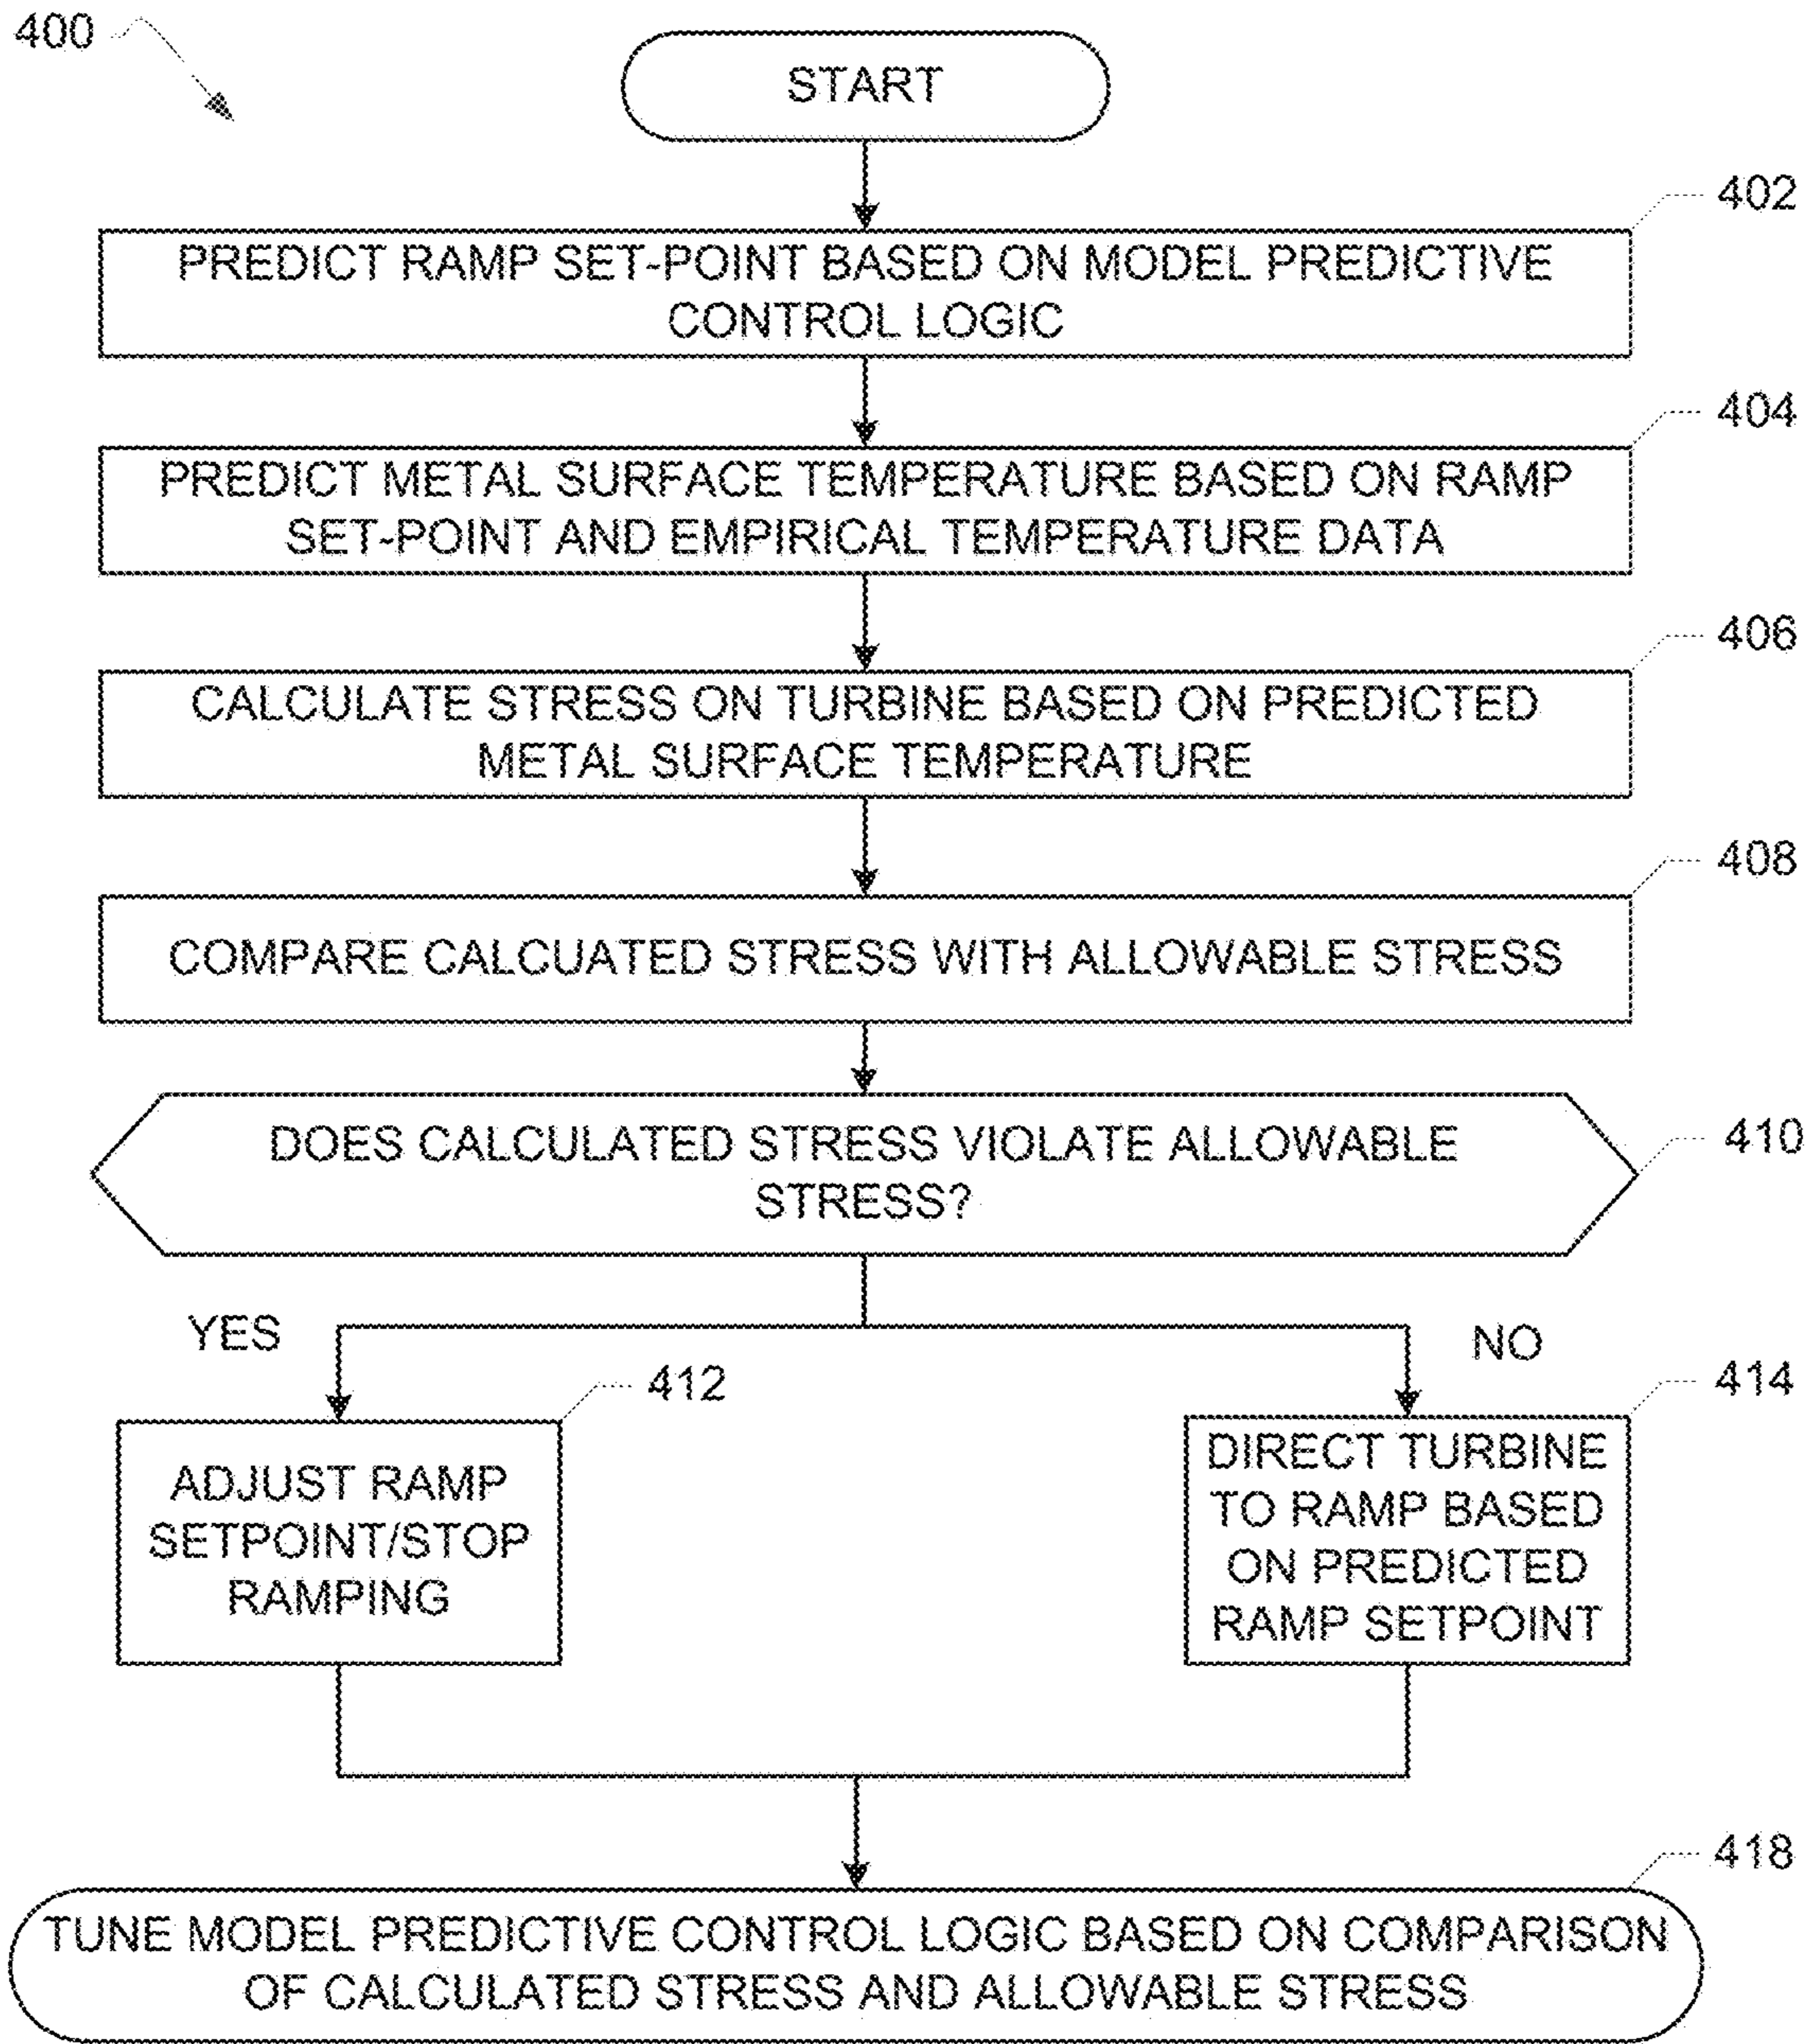 400
START
402
PREDICT RAMP SET-POINT BASED ON MODEL PREDICTIVE
CONTROL LOGIC
404
PREDICT METAL SURFACE TEMPERATURE BASED ON RAMP
SET-POINT AND EMPIRICAL TEMPERATURE DATA
406
CALCULATE STRESS ON TURBINE BASED ON PREDICTED
METAL SURFACE TEMPERATURE
408
COMPARE CALCUATED STRESS WITH ALLOWABLE STRESS
410
DOES CALCULATED STRESS VIOLATE ALLOWABLE
STRESS?
YES
NO
412
414
ADJUST RAMP
SETPOINT/STOP
RAMPING
DIRECT TURBINE
TO RAMP BASED
ON PREDICTED
RAMP SETPOINT
418
TUNE MODEL PREDICTIVE CONTROL LOGIC BASED ON COMPARISON
OF CALCULATED STRESS AND ALLOWABLE STRESS